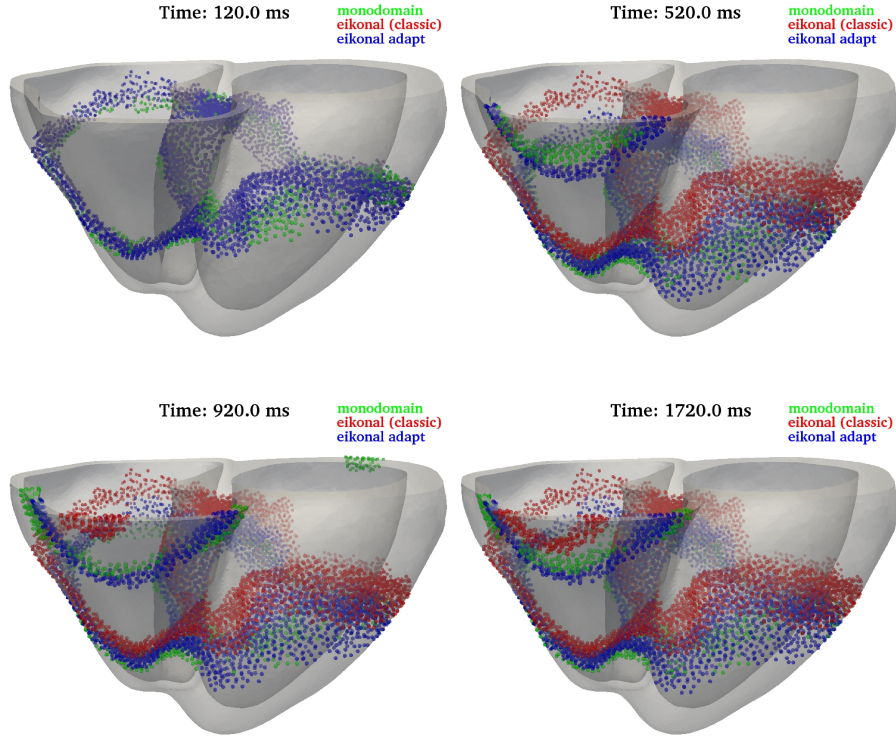 Time: 120.0 ms
monodomain
eikonal (classic)
eikonal adapt
Time: 520.0 ms
monodomain
eikonal (classic)
eikonal adapt
Time: 920.0 ms
monodomain
eikonal (classic)
eikonal adapt
Time: 1720.0 ms
monodomain
eikonal (classic)
eikonal adapt